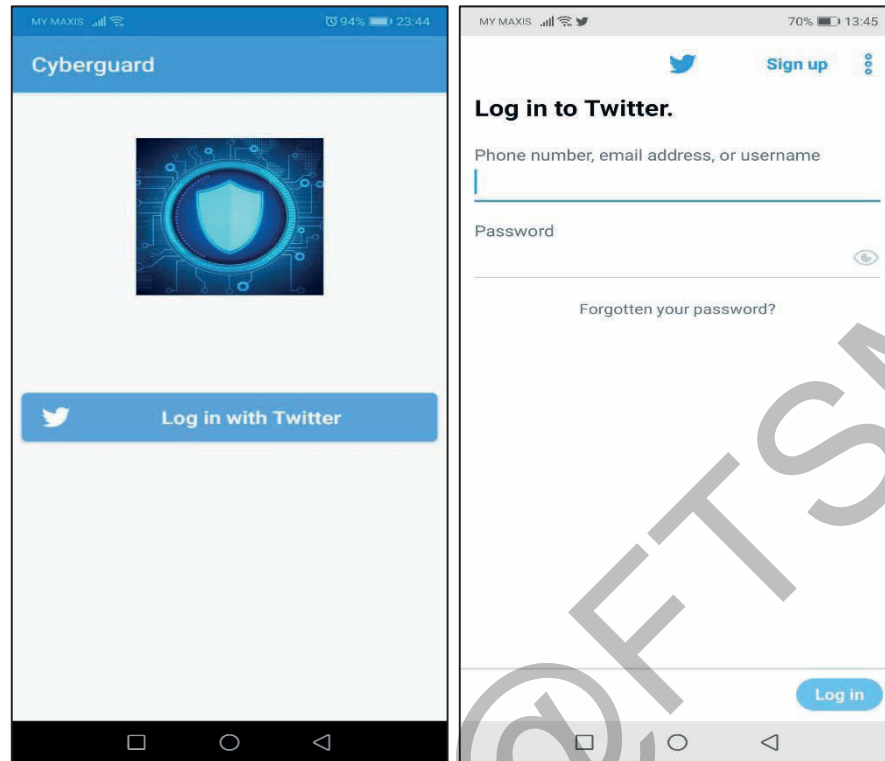 MY MAXIS 94% 23:44
Cyberguard
Log in with Twitter
MY MAXIS 70% 13:45
Sign up
Log in to Twitter.
Phone number, email address, or username
Password
Forgotten your password?
Log in
@FTSM